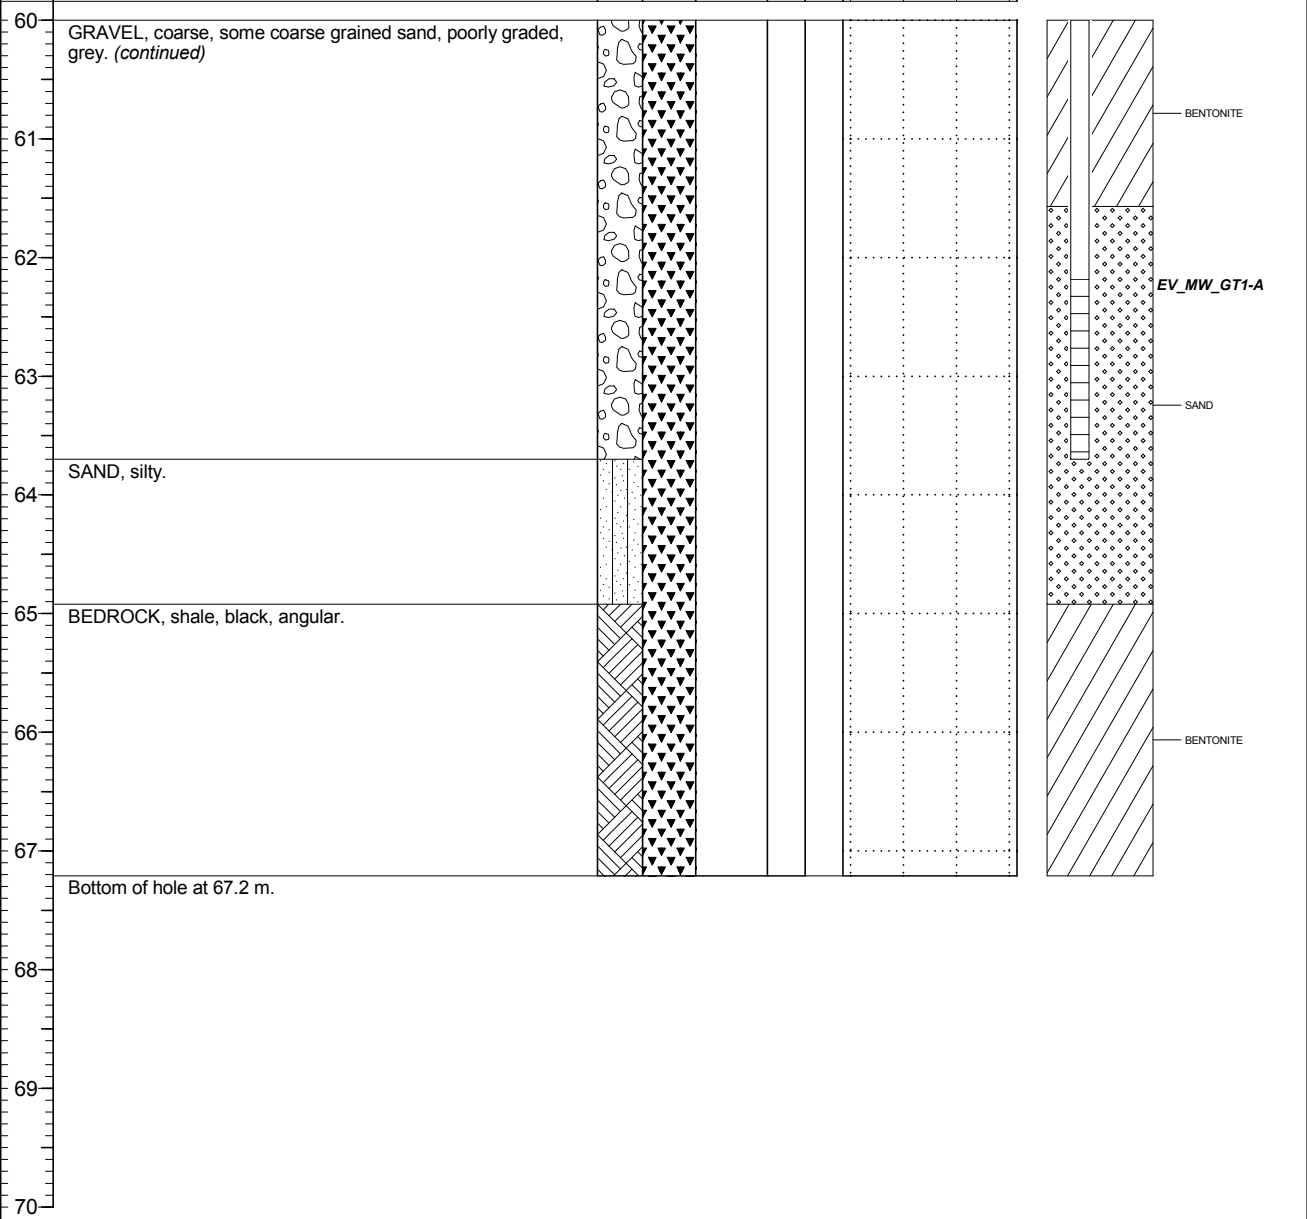 60
GRAVEL, coarse, some coarse grained sand, poorly graded,
grey. (continued)
61
BENTONITE
62
EV_MW_GT1-A
63
SAND
SAND, silty.
64
65
BEDROCK, shale, black, angular.
66
BENTONITE
67
Bottom of hole at 67.2 m.
68
69
70